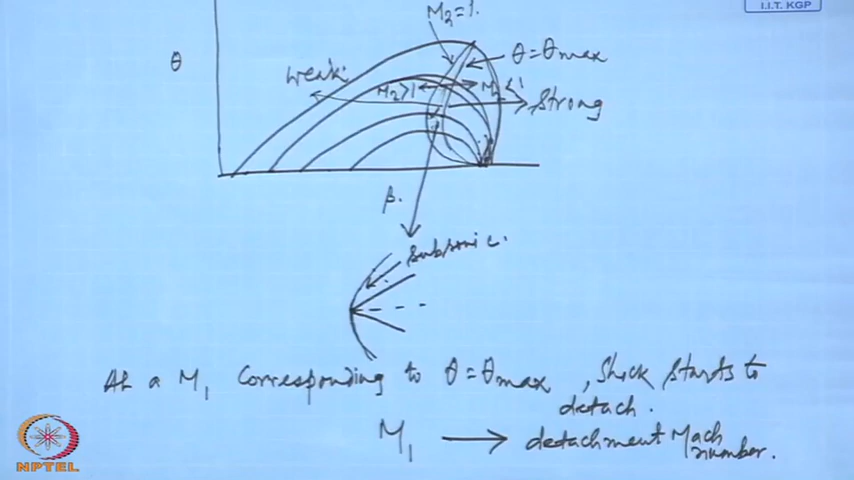 I.I.T. KGP
M₂=1.
θ
θ=θmax
weak.
M₂>1
M₂<1
strong
β.
subsonic.
At a M₁ corresponding to θ=θmax, Shock starts to
detach.
M₁ → detachment Mach
number.
NPTEL